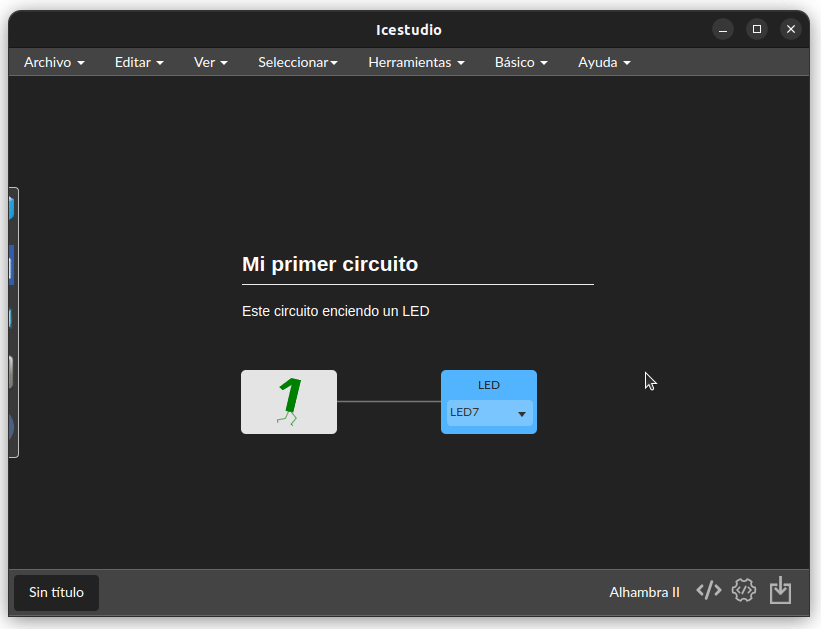 Icestudio
Archivo Editar Ver Seleccionar Herramientas Básico Ayuda
Mi primer circuito
Este circuito enciendo un LED
1
LED
LED7
Sin título
Alhambra II